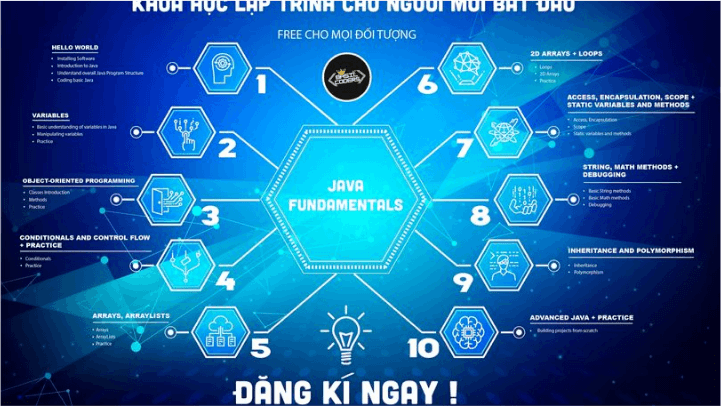 KHÓA HỌC LẬP TRÌNH CHO NGƯỜI MỚI BẮT ĐẦU
FREE CHO MỌI ĐỐI TƯỢNG
HELLO WORLD
• Installing Software
• Introduction to Java
• Understand overall Java Program Structure
• Coding basic Java
1
VARIABLES
• Basic understanding of variables in Java
• Manipulating variables
• Practice
2
OBJECT-ORIENTED PROGRAMMING
• Classes Introduction
• Methods
• Practice
3
CONDITIONALS AND CONTROL FLOW
+ PRACTICE
• Conditionals
• Practice
4
ARRAYS, ARRAYLISTS
• Arrays
• ArrayLists
• Practice
5
JAVA
FUNDAMENTALS
6
2D ARRAYS + LOOPS
• Loops
• 2D Arrays
• Practice
7
ACCESS, ENCAPSULATION, SCOPE +
STATIC VARIABLES AND METHODS
• Access, Encapsulation
• Scope
• Static variables and methods
8
STRING, MATH METHODS +
DEBUGGING
• Basic String methods
• Basic Math methods
• Debugging
9
INHERITANCE AND POLYMORPHISM
• Inheritance
• Polymorphism
10
ADVANCED JAVA + PRACTICE
• Building projects from scratch
ĐĂNG KÍ NGAY !